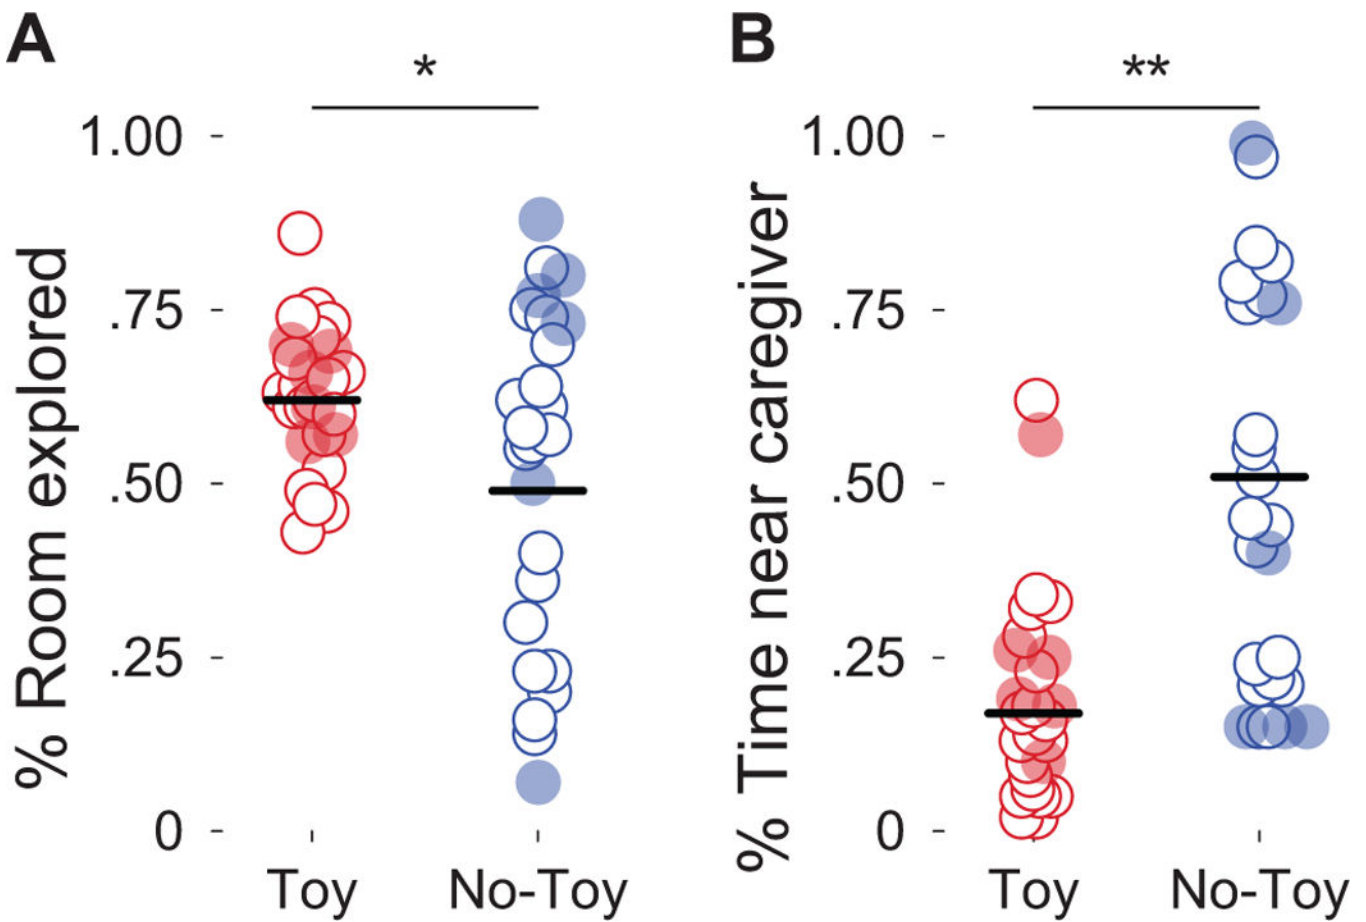 A
*
1.00
.75
.50
.25
0
% Room explored
Toy
No-Toy
B
**
1.00
.75
.50
.25
0
% Time near caregiver
Toy
No-Toy